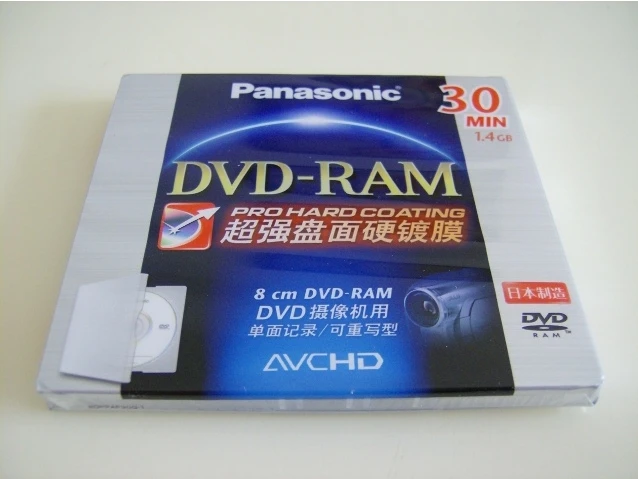 Panasonic
30
MIN
1.4GB
DVD-RAM
PRO HARD COATING
超强盘面硬镀膜
8 cm DVD-RAM
DVD摄像机用
单面记录/可重写型
AVCHD
日本制造
DVD
RAM